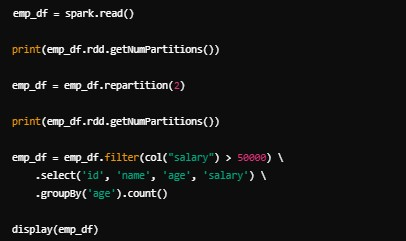 emp_df = spark.read()
print(emp_df.rdd.getNumPartitions())
emp_df = emp_df.repartition(2)
print(emp_df.rdd.getNumPartitions())
emp_df = emp_df.filter(col("salary") > 50000) \
.select('id', 'name', 'age', 'salary') \
.groupBy('age').count()
display(emp_df)